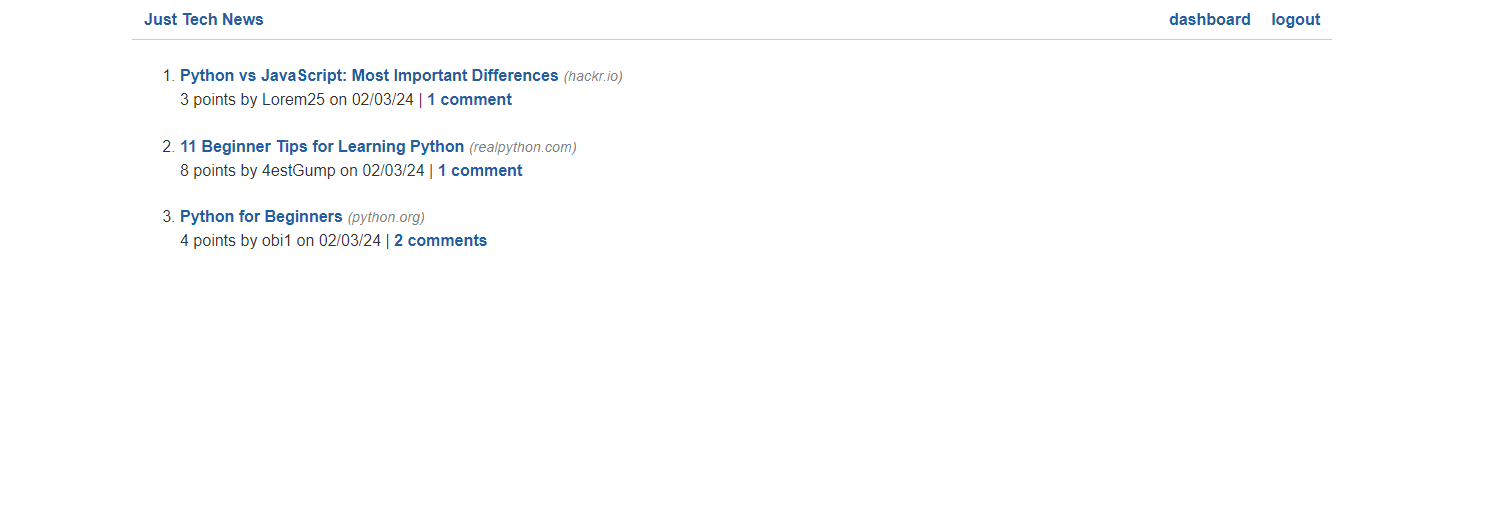 Just Tech News dashboard logout
1. Python vs JavaScript: Most Important Differences (hackr.io)
3 points by Lorem25 on 02/03/24 | 1 comment
2. 11 Beginner Tips for Learning Python (realpython.com)
8 points by 4estGump on 02/03/24 | 1 comment
3. Python for Beginners (python.org)
4 points by obi1 on 02/03/24 | 2 comments